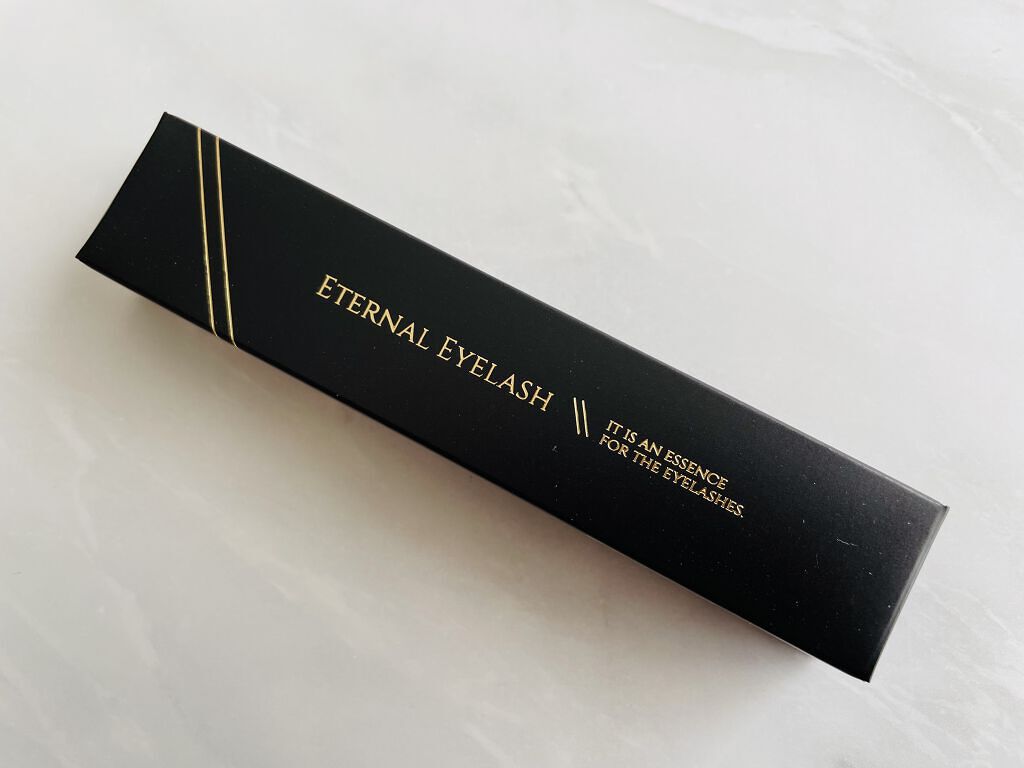 ETERNAL EYELASH
IT IS AN ESSENCE
FOR THE EYELASHES.